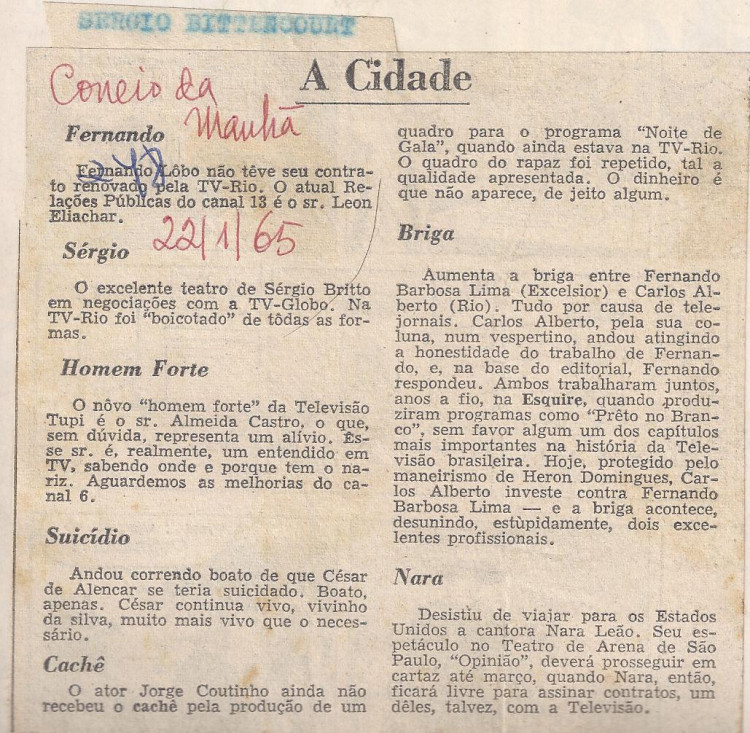 SERGIO BITTENCOURT
A Cidade
Correio da
Manhã
22/1/65
Fernando
Fernando Lôbo não têve seu contra-
to renovado pela TV-Rio. O atual Re-
lações Públicas do canal 13 é o sr. Leon
Eliachar.
Sérgio
O excelente teatro de Sérgio Britto
em negociações com a TV-Globo. Na
TV-Rio foi "boicotado" de tôdas as for-
mas.
Homem Forte
O nôvo "homem forte" da Televisão
Tupi é o sr. Almeida Castro, o que,
sem dúvida, representa um alívio. Ês-
se sr. é, realmente, um entendido em
TV, sabendo onde e porque tem o na-
riz. Aguardemos as melhorias do ca-
nal 6.
Suicídio
Andou correndo boato de que César
de Alencar se teria suicidado. Boato,
apenas. César continua vivo, vivinho
da silva, muito mais vivo que o neces-
sário.
Cachê
O ator Jorge Coutinho ainda não
recebeu o cachê pela produção de um
quadro para o programa "Noite de
Gala", quando ainda estava na TV-Rio.
O quadro do rapaz foi repetido, tal a
qualidade apresentada. O dinheiro é
que não aparece, de jeito algum.
Briga
Aumenta a briga entre Fernando
Barbosa Lima (Excelsior) e Carlos Al-
berto (Rio). Tudo por causa de tele-
jornais. Carlos Alberto, pela sua co-
luna, num vespertino, andou atingindo
a honestidade do trabalho de Fernan-
do, e, na base do editorial, Fernando
respondeu. Ambos trabalharam juntos,
anos a fio, na Esquire, quando produ-
ziram programas como "Prêto no Bran-
co", sem favor algum um dos capítulos
mais importantes na história da Tele-
visão brasileira. Hoje, protegido pelo
maneirismo de Heron Domingues, Car-
los Alberto investe contra Fernando
Barbosa Lima — e a briga acontece,
desunindo, estùpidamente, dois exce-
lentes profissionais.
Nara
Desistiu de viajar para os Estados
Unidos a cantora Nara Leão. Seu es-
petáculo no Teatro de Arena de São
Paulo, "Opinião", deverá prosseguir em
cartaz até março, quando Nara, então,
ficará livre para assinar contratos, um
dêles, talvez, com a Televisão.